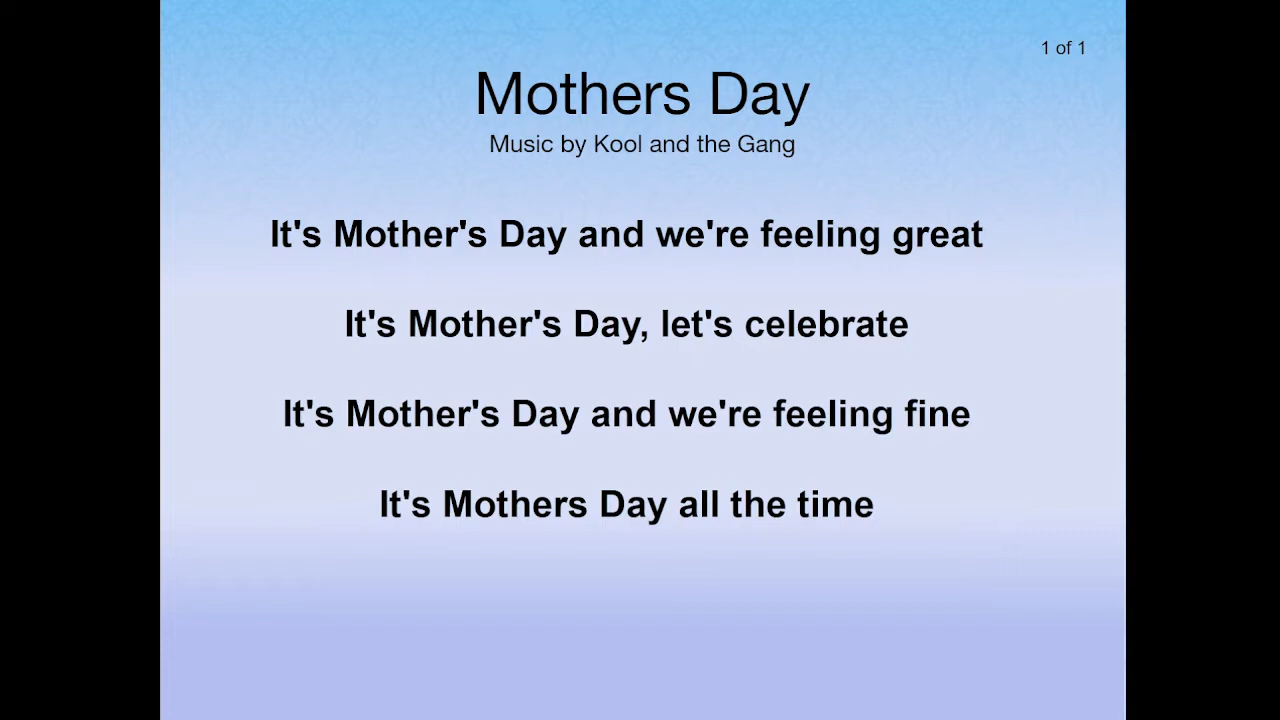 1 of 1
Mothers Day
Music by Kool and the Gang
It's Mother's Day and we're feeling great
It's Mother's Day, let's celebrate
It's Mother's Day and we're feeling fine
It's Mothers Day all the time